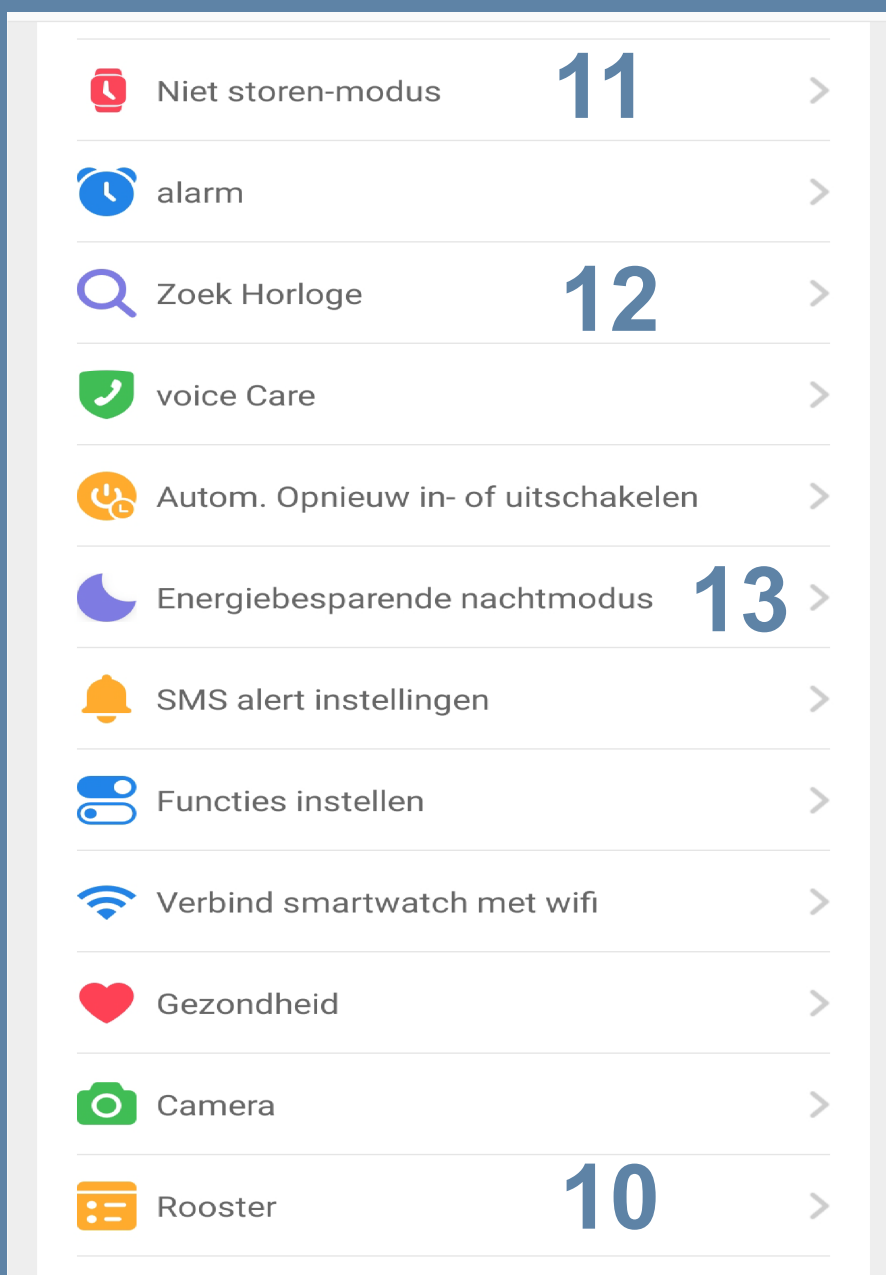 Niet storen-modus 11
alarm
Zoek Horloge 12
voice Care
Autom. Opnieuw in- of uitschakelen
Energiebesparende nachtmodus 13
SMS alert instellingen
Functies instellen
Verbind smartwatch met wifi
Gezondheid
Camera
Rooster 10